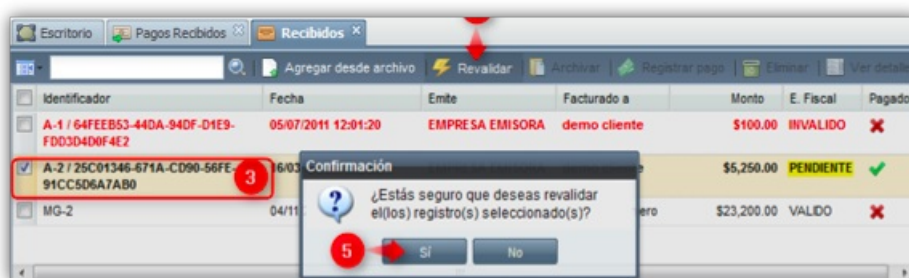 Escritorio Pagos Recibidos Recibidos
Agregar desde archivo Revalidar Archivar Registrar pago Eliminar Ver detalle
Identificador Fecha Emite Facturado a Monto E. Fiscal Pagado
A-1 / 64FEEB53-44DA-94DF-D1E9- 05/07/2011 12:01:20 EMPRESA EMISORA demo cliente $100.00 INVALIDO
FDD3D4D0F4E2
A-2 / 25C01346-671A-CD90-56FE- $5,250.00 PENDIENTE
91CC5D6A7AB0
3
Confirmación
¿Estás seguro que deseas revalidar
el(los) registro(s) seleccionado(s)?
MG-2 04/11 $23,200.00 VALIDO
5 Sí No